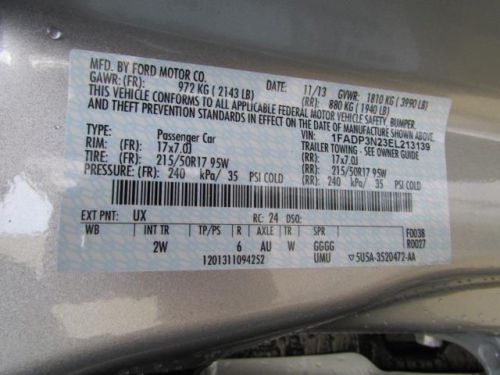 MFD. BY FORD MOTOR CO.
DATE: 11/13 GVWR: 1810 KG ( 3990 LB)
GAWR: (FR): 972 KG ( 2143 LB) (RR): 880 KG ( 1940 LB)
THIS VEHICLE CONFORMS TO ALL APPLICABLE FEDERAL MOTOR VEHICLE SAFETY, BUMPER,
AND THEFT PREVENTION STANDARDS IN EFFECT ON THE DATE OF MANUFACTURE SHOWN ABOVE.
VIN: 1FADP3N23EL213139
TYPE: Passenger Car TRAILER TOWING - SEE OWNERS MANUAL
RIM: (FR): 17x7.0J (RR): 17x7.0J
TIRE: (FR): 215/50R17 95W (RR): 215/50R17 95W
PRESSURE: (FR): 240 kPa/ 35 PSI COLD (RR): 240 kPa/ 35 PSI COLD
EXT PNT: UX RC: 24 DSO:
WB INT TR TP/PS R AXLE TR SPR F0038
2W 6 AU W GGGG R0027
12013110942S2 UMU 5U5A-3520472-AA